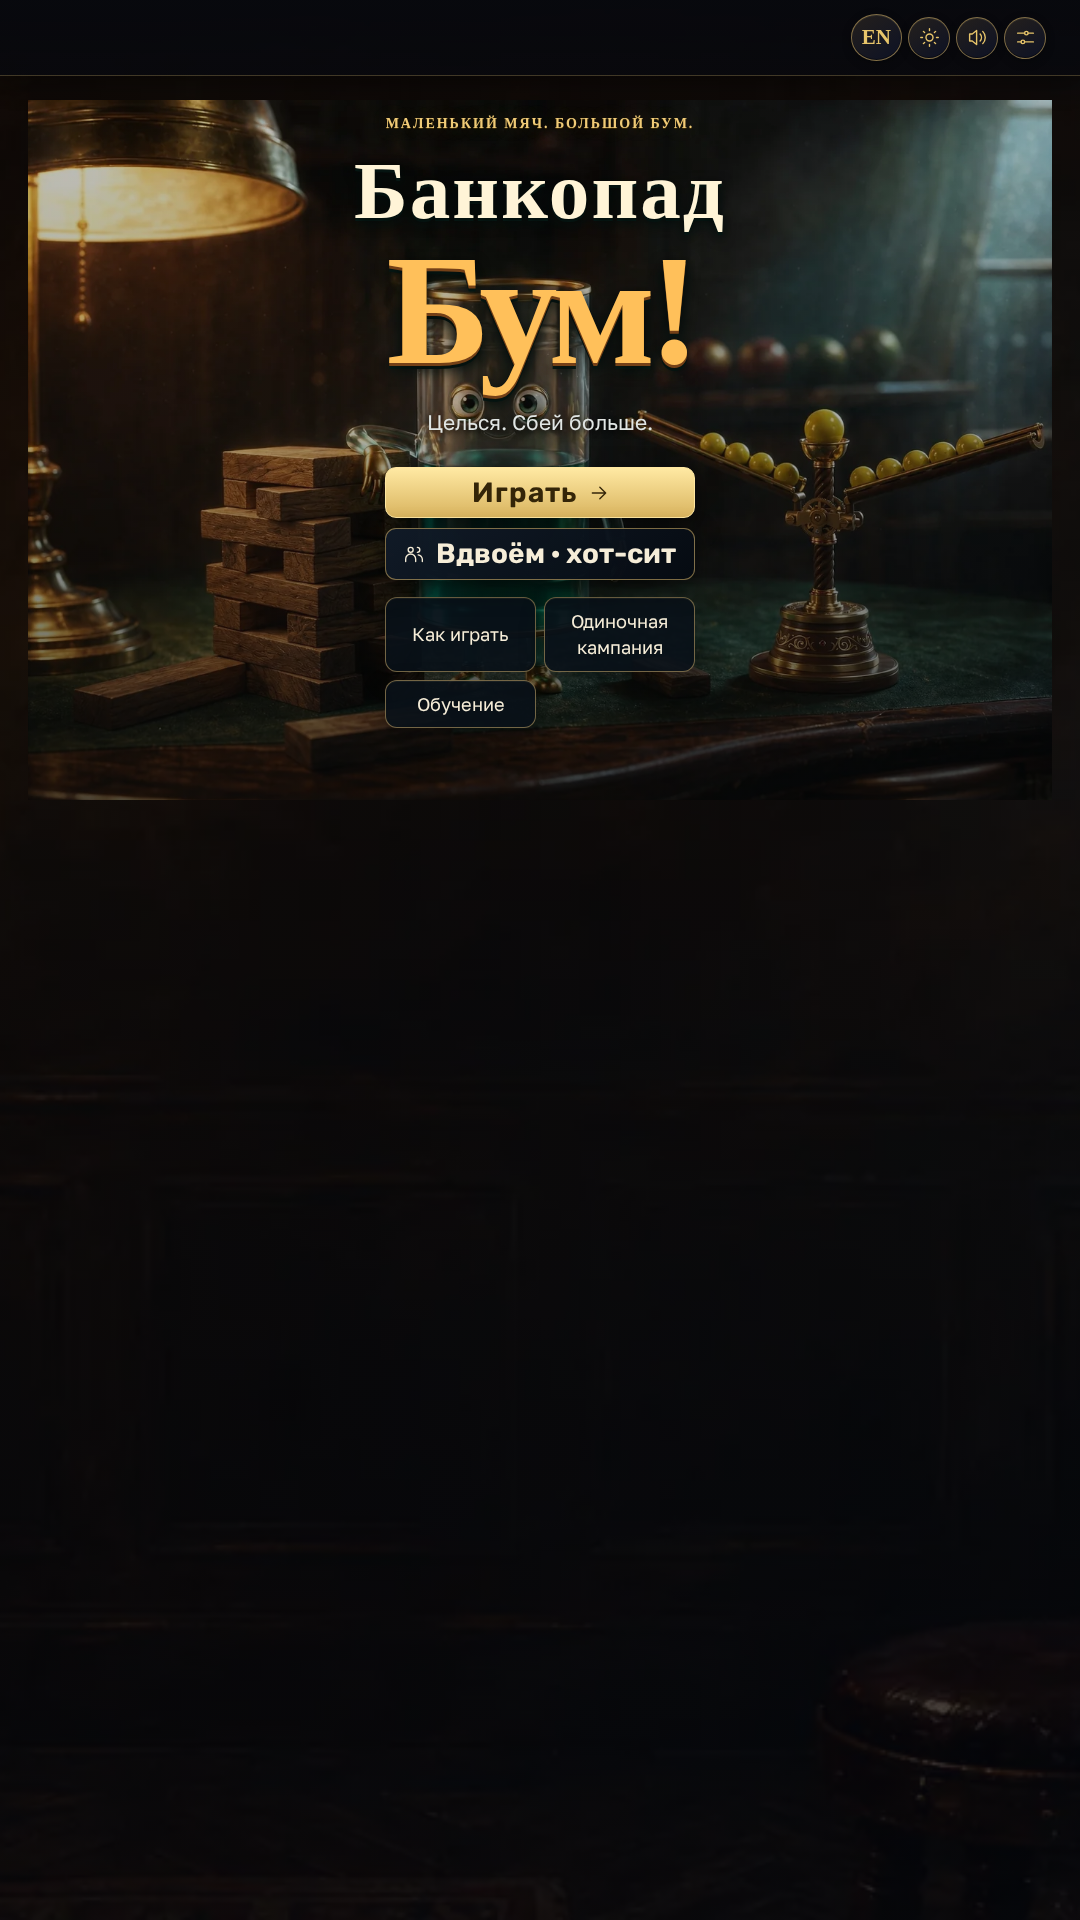 EN
МАЛЕНЬКИЙ МЯЧ. БОЛЬШОЙ БУМ.
Банкопад
Бум!
Целься. Сбей больше.
Играть →
Вдвоём • хот-сит
Как играть
Одиночная
кампания
Обучение